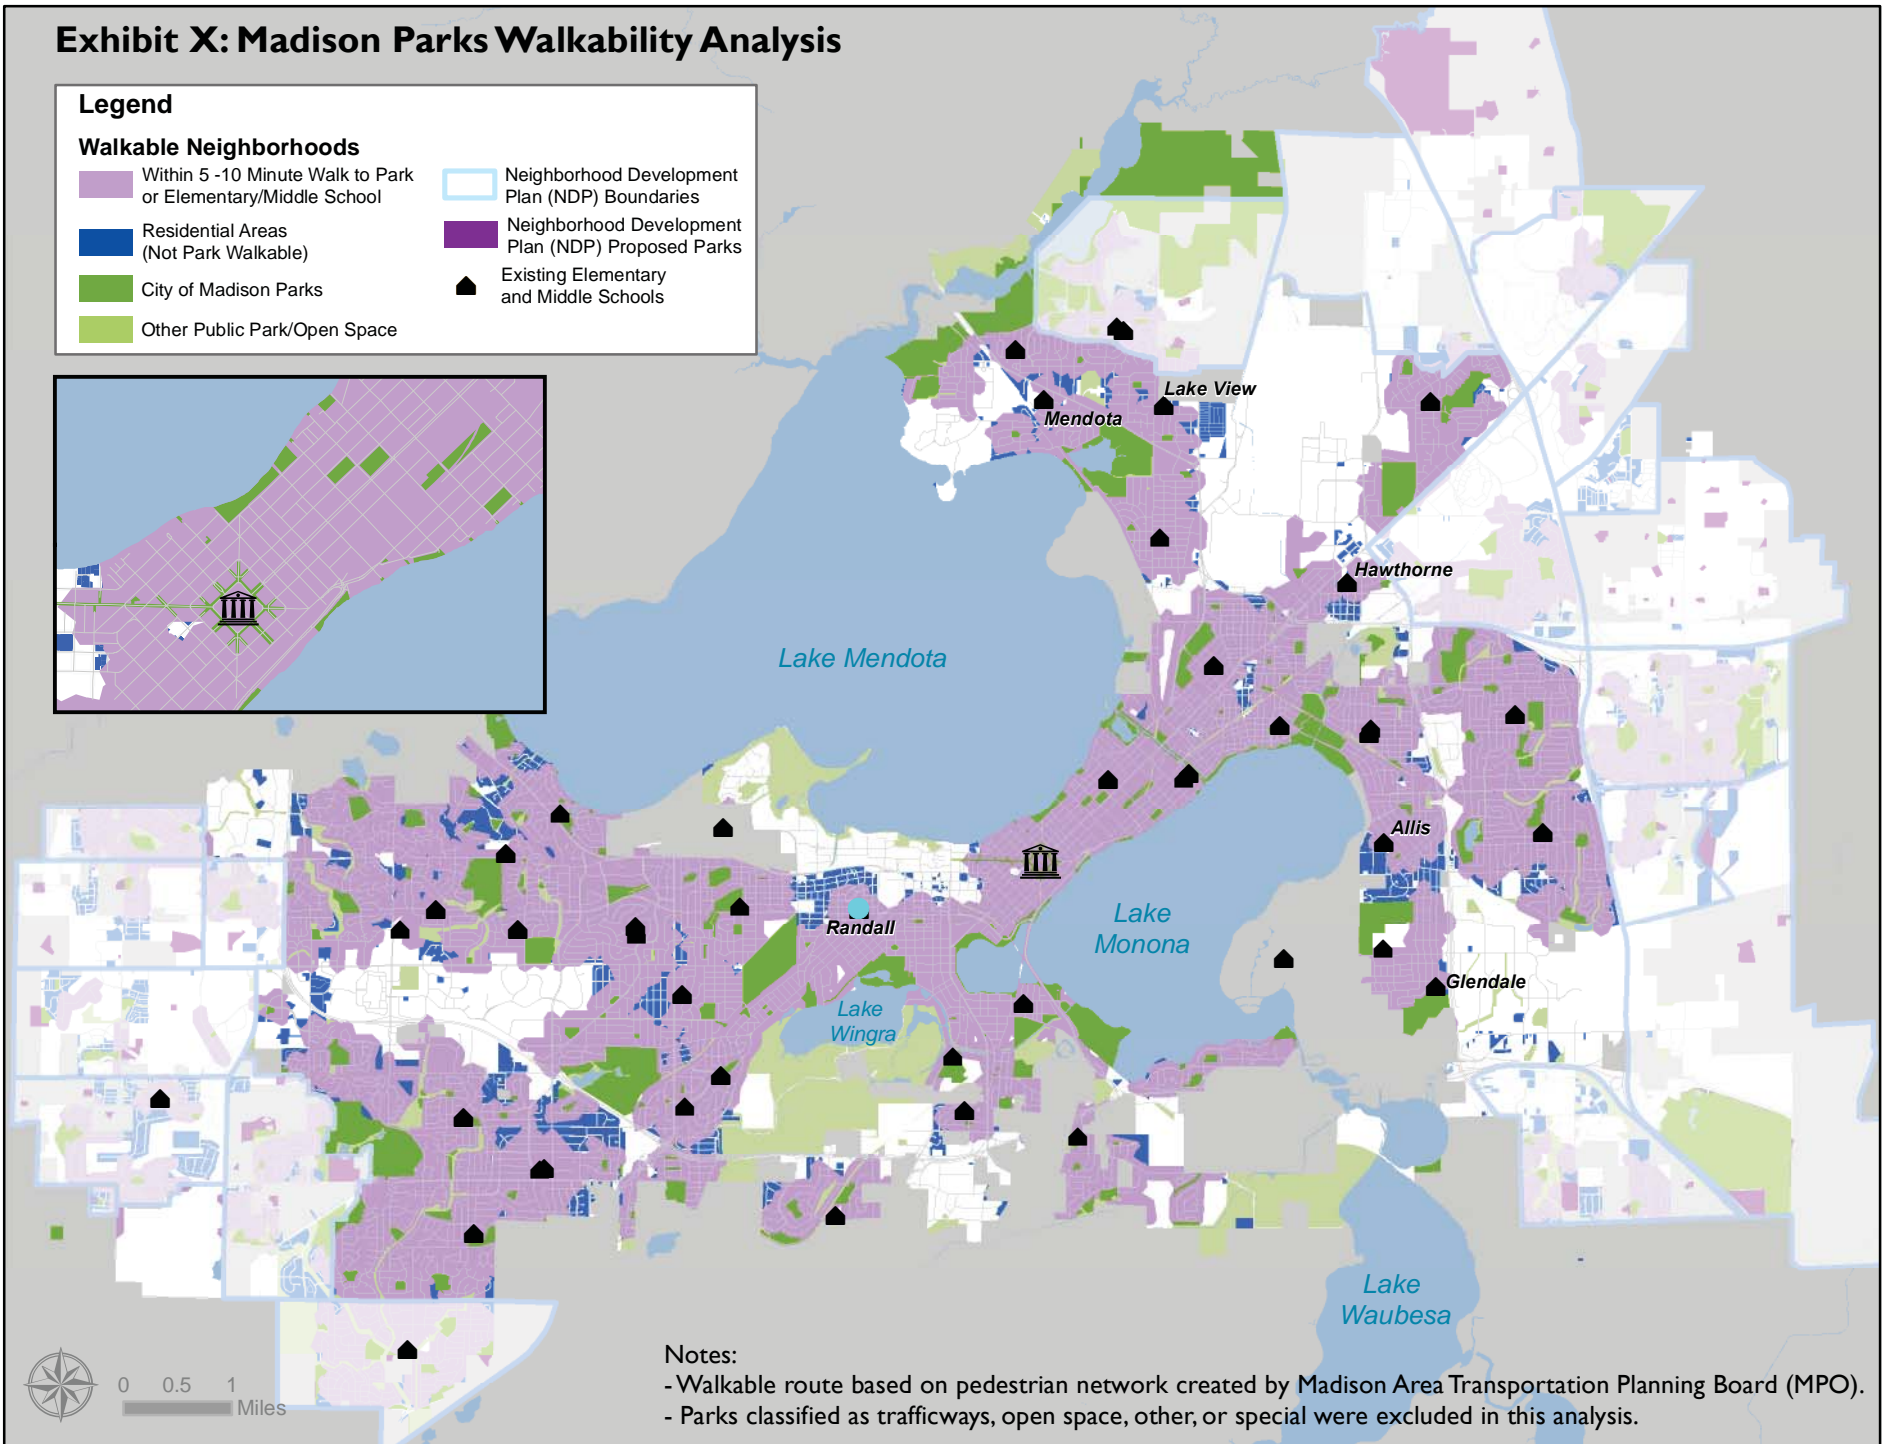 Exhibit X: Madison Parks Walkability Analysis
Legend
Walkable Neighborhoods
Within 5 -10 Minute Walk to Park
or Elementary/Middle School
Residential Areas
(Not Park Walkable)
City of Madison Parks
Other Public Park/Open Space
Neighborhood Development
Plan (NDP) Boundaries
Neighborhood Development
Plan (NDP) Proposed Parks
Existing Elementary
and Middle Schools
Lake View
Mendota
Hawthorne
Lake Mendota
Allis
Randall
Lake
Monona
Glendale
Lake
Wingra
Lake
Waubesa
0 0.5 1
Miles
Notes:
- Walkable route based on pedestrian network created by Madison Area Transportation Planning Board (MPO).
- Parks classified as trafficways, open space, other, or special were excluded in this analysis.